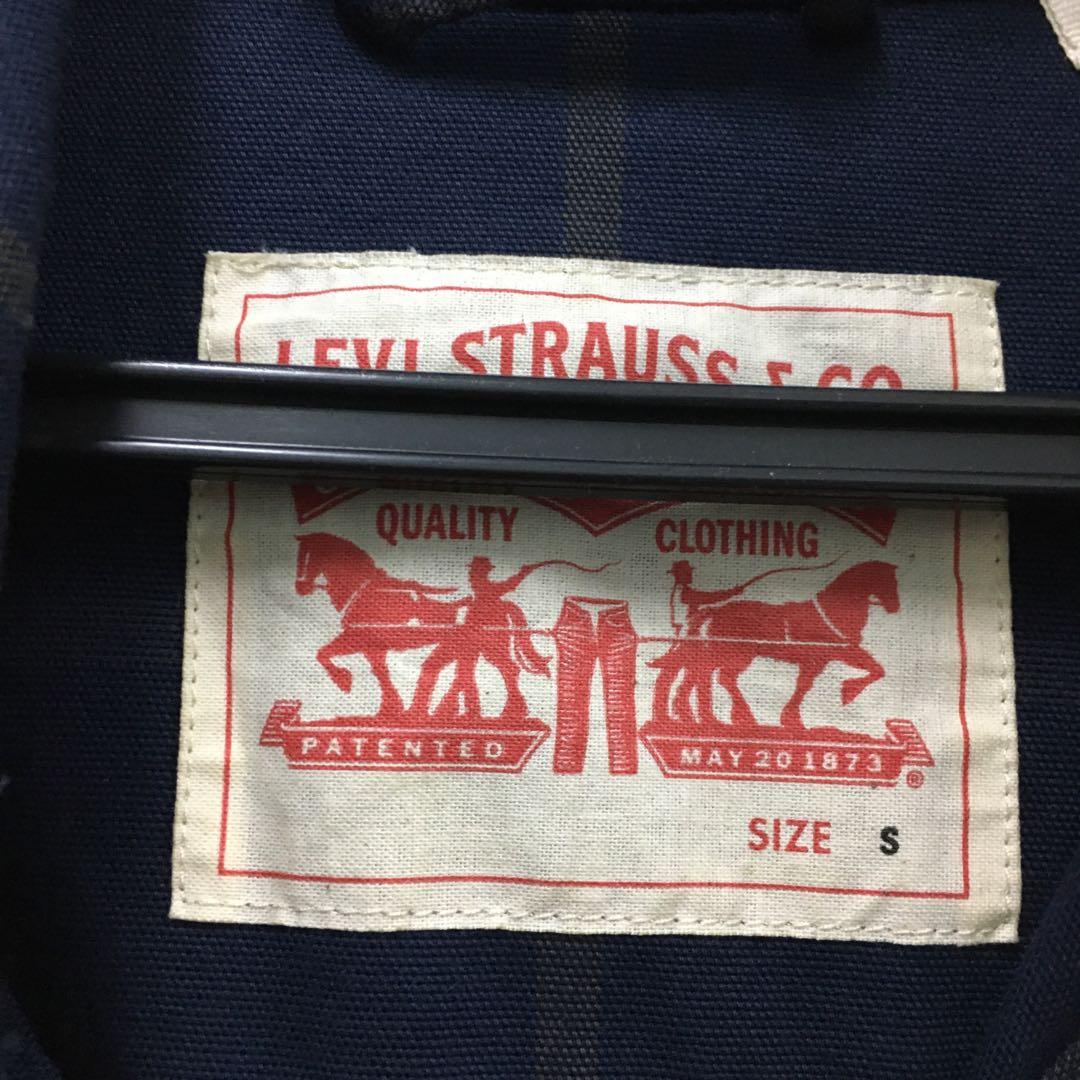 LEVI STRAUSS & CO
QUALITY CLOTHING
PATENTED MAY 20 1873 ®
SIZE S